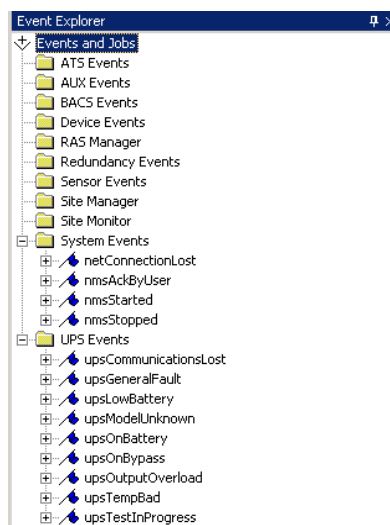 Event Explorer
Events and Jobs
ATS Events
AUX Events
BACS Events
Device Events
RAS Manager
Redundancy Events
Sensor Events
Site Manager
Site Monitor
System Events
netConnectionLost
nmsAckByUser
nmsStarted
nmsStopped
UPS Events
upsCommunicationsLost
upsGeneralFault
upsLowBattery
upsModelUnknown
upsOnBattery
upsOnBypass
upsOutputOverload
upsTempBad
upsTestInProgress